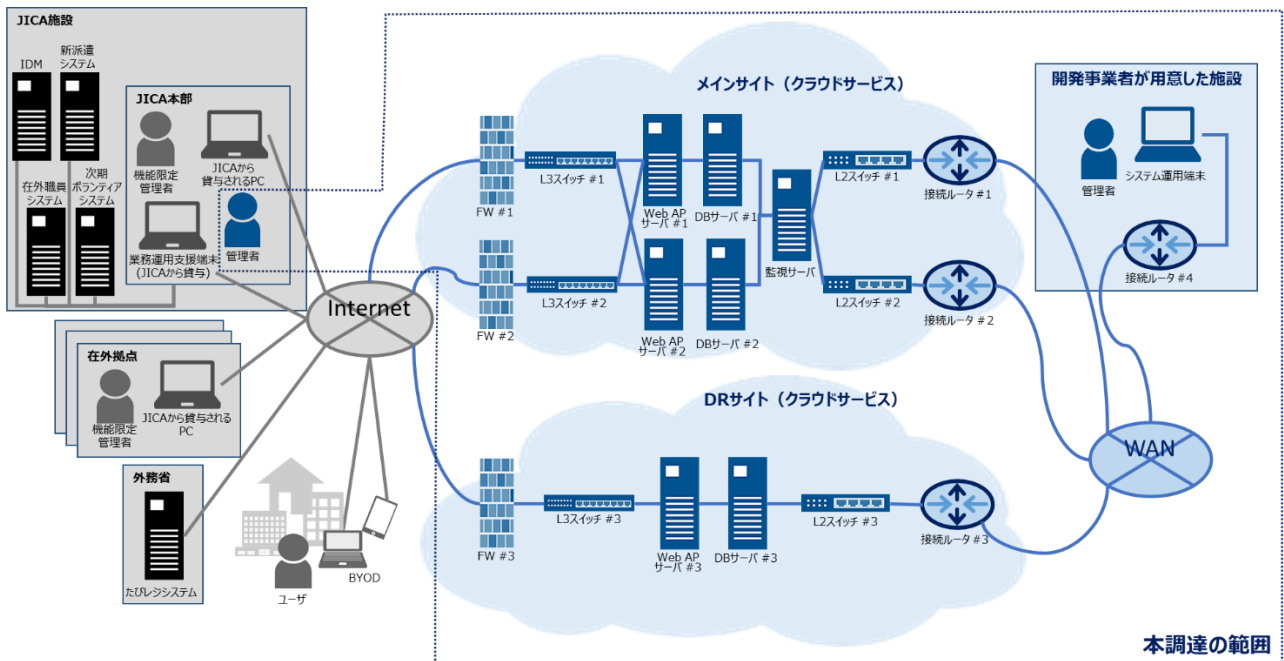 JICA施設
IDM
新派遣
システム
JICA本部
機能限定
管理者
JICAから
貸与されるPC
在外職員
システム
次期
ボランティア
システム
業務運用支援端末
(JICAから貸与)
管理者
在外拠点
機能限定
管理者
JICAから貸与される
PC
外務省
たびレジシステム
ユーザ
BYOD
Internet
メインサイト（クラウドサービス）
FW #1
L3スイッチ #1
Web AP
サーバ #1
DBサーバ #1
L2スイッチ #1
接続ルータ #1
監視サーバ
FW #2
L3スイッチ #2
Web AP
サーバ #2
DBサーバ #2
L2スイッチ #2
接続ルータ #2
DRサイト（クラウドサービス）
FW #3
L3スイッチ #3
Web AP
サーバ #3
DBサーバ #3
L2スイッチ #3
接続ルータ #3
開発事業者が用意した施設
管理者
システム運用端末
接続ルータ #4
WAN
本調達の範囲